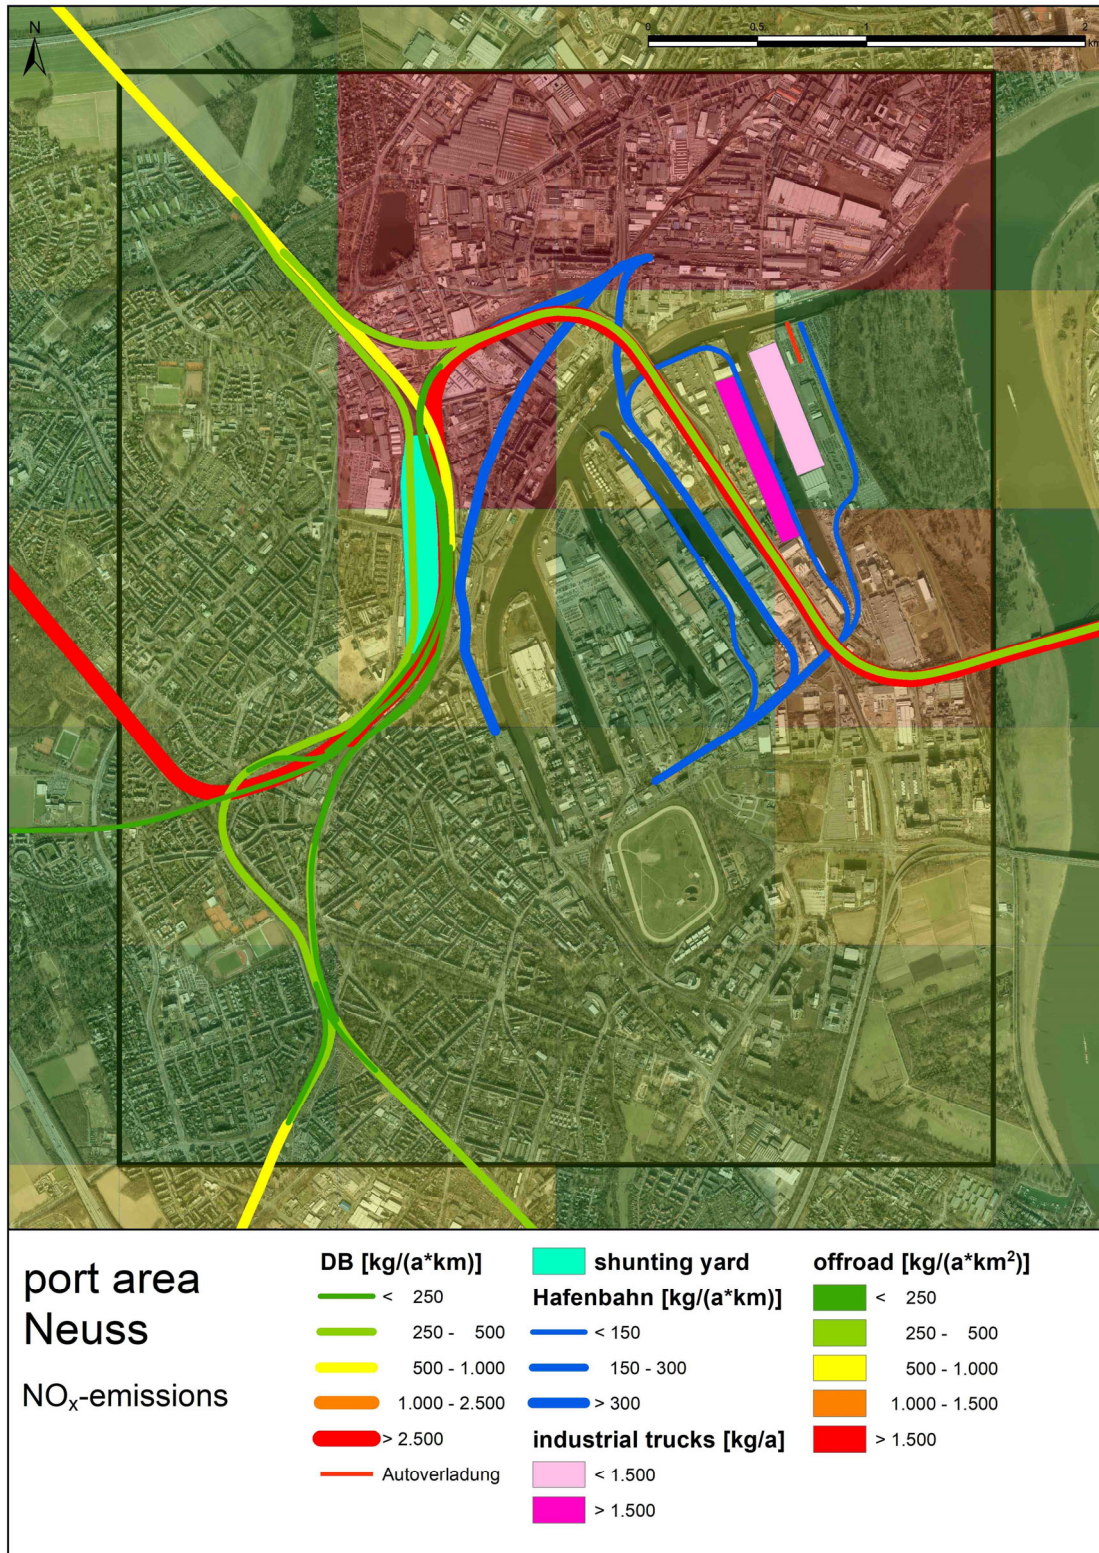 N
0 0.5 1 2
km
port area
Neuss
NOx-emissions
DB [kg/(a*km)]
< 250
250 - 500
500 - 1.000
1.000 - 2.500
> 2.500
Autoverladung
shunting yard
Hafenbahn [kg/(a*km)]
< 150
150 - 300
> 300
industrial trucks [kg/a]
< 1.500
> 1.500
offroad [kg/(a*km²)]
< 250
250 - 500
500 - 1.000
1.000 - 1.500
> 1.500